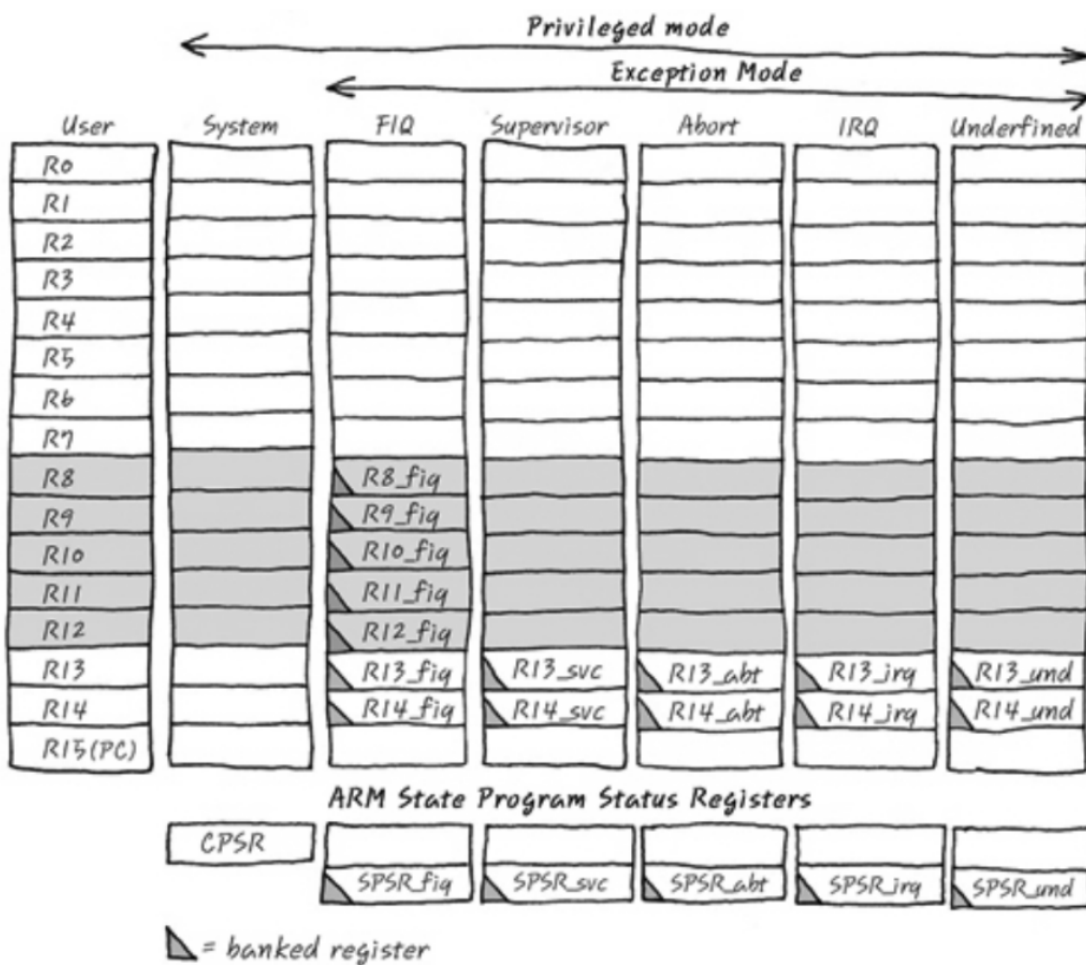 Privileged mode
Exception Mode
User System FIQ Supervisor Abort IRQ Underfined
R0
R1
R2
R3
R4
R5
R6
R7
R8 R8_fiq
R9 R9_fiq
R10 R10_fiq
R11 R11_fiq
R12 R12_fiq
R13 R13_fiq R13_svc R13_abt R13_irq R13_und
R14 R14_fiq R14_svc R14_abt R14_irq R14_und
R15(PC)
ARM State Program Status Registers
CPSR
SPSR_fiq SPSR_svc SPSR_abt SPSR_irq SPSR_und
= banked register